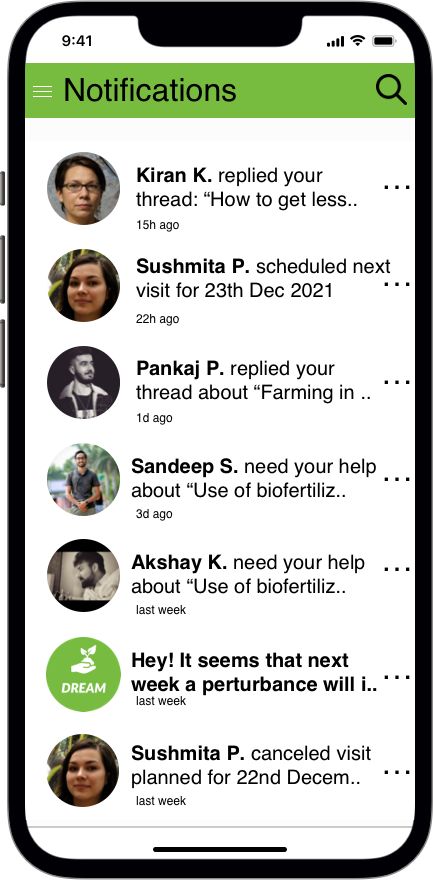 9:41
Notifications
Kiran K. replied your
thread: “How to get less..
15h ago
Sushmita P. scheduled next
visit for 23th Dec 2021
22h ago
Pankaj P. replied your
thread about “Farming in ..
1d ago
Sandeep S. need your help
about “Use of biofertiliz..
3d ago
Akshay K. need your help
about “Use of biofertiliz..
last week
DREAM
Hey! It seems that next
week a perturbance will i..
last week
Sushmita P. canceled visit
planned for 22nd Decem..
last week